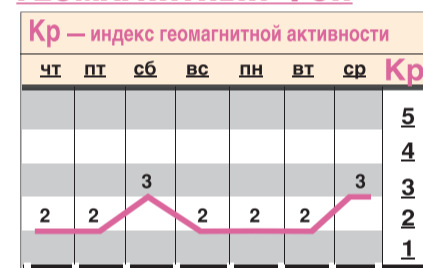 Кр — индекс геомагнитной активности
чт пт сб вс пн вт ср Кр
5
4
3 3 3
2 2 2 2 2 2
1